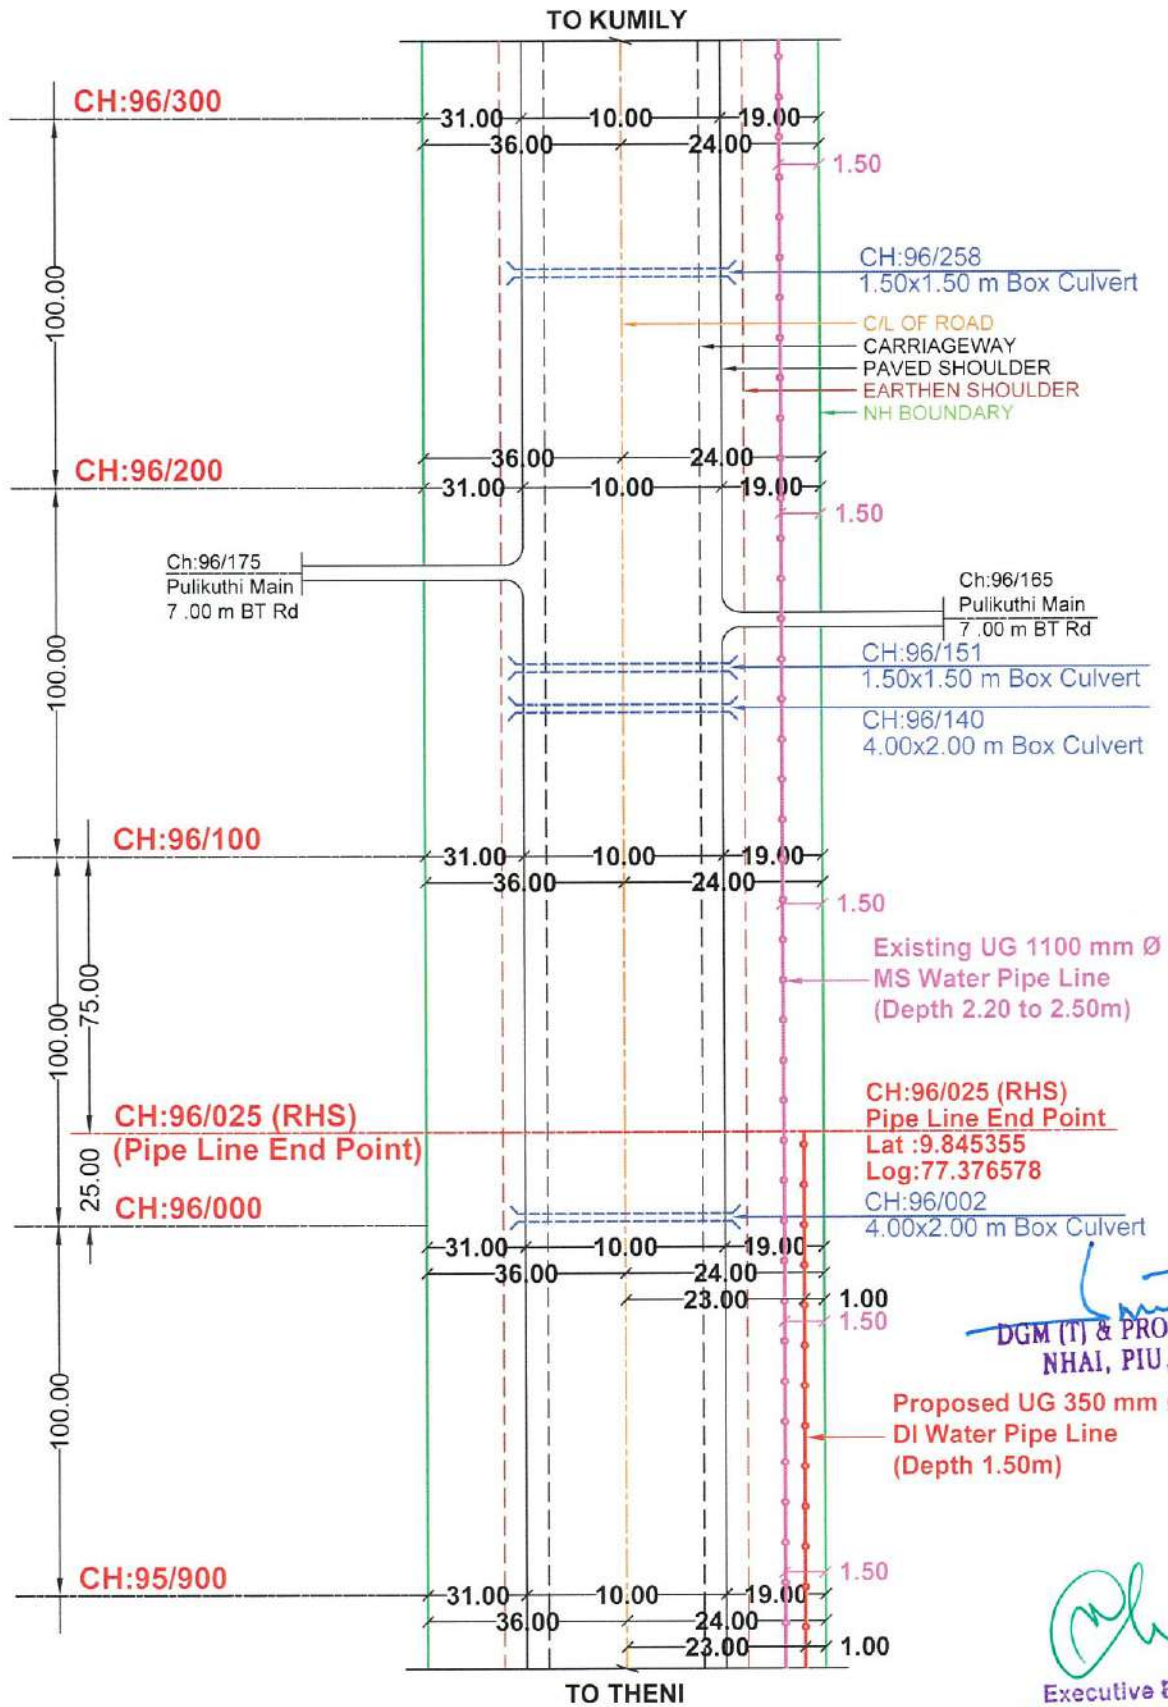 TO KUMILY
CH:96/300
31.00 10.00 19.00
36.00 24.00
1.50
100.00
CH:96/258
1.50x1.50 m Box Culvert
C/L OF ROAD
CARRIAGEWAY
PAVED SHOULDER
EARTHEN SHOULDER
NH BOUNDARY
36.00 24.00
CH:96/200
31.00 10.00 19.00
1.50
Ch:96/175
Pulikuthi Main
7 .00 m BT Rd
Ch:96/165
Pulikuthi Main
7 .00 m BT Rd
100.00
CH:96/151
1.50x1.50 m Box Culvert
CH:96/140
4.00x2.00 m Box Culvert
CH:96/100
31.00 10.00 19.00
36.00 24.00
1.50
Existing UG 1100 mm Ø
MS Water Pipe Line
(Depth 2.20 to 2.50m)
100.00
75.00
CH:96/025 (RHS)
(Pipe Line End Point)
CH:96/025 (RHS)
Pipe Line End Point
Lat :9.845355
Log:77.376578
25.00
CH:96/000
CH:96/002
4.00x2.00 m Box Culvert
31.00 10.00 19.00
36.00 24.00
23.00 1.00
1.50
DGM (T) & PRO
NHAI, PIU,
Proposed UG 350 mm
DI Water Pipe Line
(Depth 1.50m)
100.00
1.50
CH:95/900
31.00 10.00 19.00
36.00 24.00
23.00 1.00
TO THENI
Executive